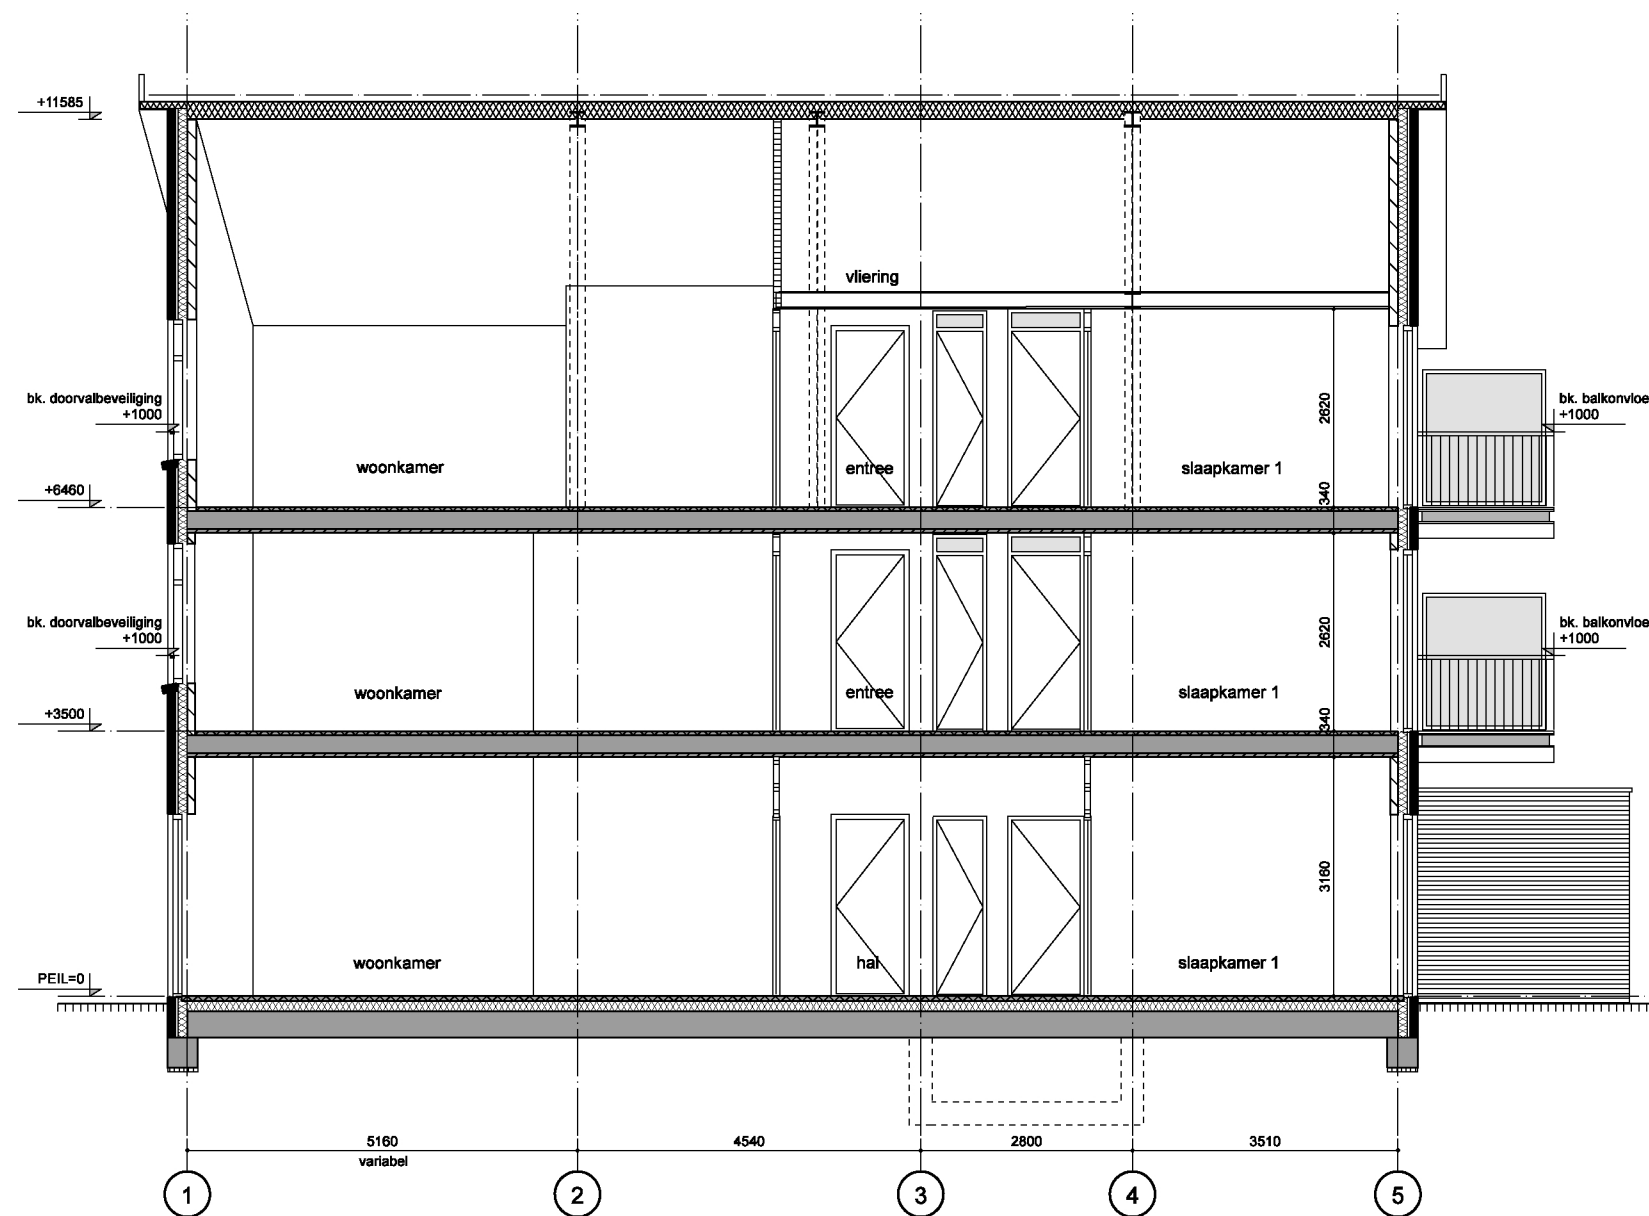 +11585
vliering
bk. doorvalbeveiliging
+1000
2620
bk. balkonvloe
+1000
woonkamer
entree
slaapkamer 1
+6460
340
bk. doorvalbeveiliging
+1000
2620
bk. balkonvloe
+1000
woonkamer
entree
slaapkamer 1
+3500
340
3160
woonkamer
hal
slaapkamer 1
PEIL=0
5160
4540
2800
3510
variabel
1
2
3
4
5